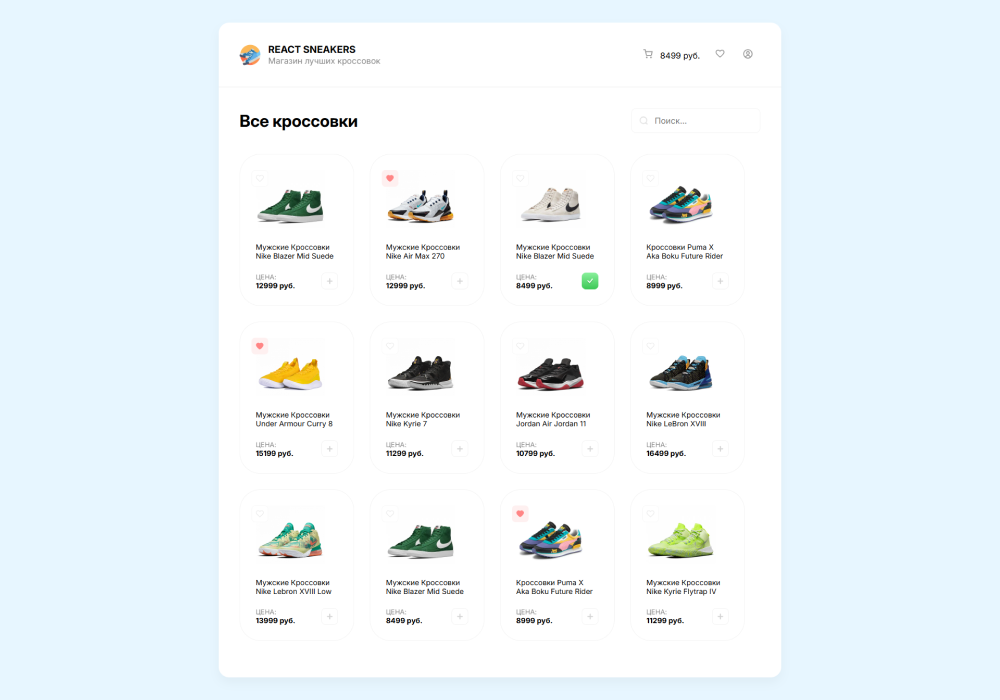 REACT SNEAKERS
Магазин лучших кроссовок
8499 руб.
Все кроссовки
Поиск...
Мужские Кроссовки
Nike Blazer Mid Suede
ЦЕНА:
12999 руб.
Мужские Кроссовки
Nike Air Max 270
ЦЕНА:
12999 руб.
Мужские Кроссовки
Nike Blazer Mid Suede
ЦЕНА:
8499 руб.
Кроссовки Puma X
Aka Boku Future Rider
ЦЕНА:
8999 руб.
Мужские Кроссовки
Under Armour Curry 8
ЦЕНА:
15199 руб.
Мужские Кроссовки
Nike Kyrie 7
ЦЕНА:
11299 руб.
Мужские Кроссовки
Jordan Air Jordan 11
ЦЕНА:
10799 руб.
Мужские Кроссовки
Nike LeBron XVIII
ЦЕНА:
16499 руб.
Мужские Кроссовки
Nike Lebron XVIII Low
ЦЕНА:
13999 руб.
Мужские Кроссовки
Nike Blazer Mid Suede
ЦЕНА:
8499 руб.
Кроссовки Puma X
Aka Boku Future Rider
ЦЕНА:
8999 руб.
Мужские Кроссовки
Nike Kyrie Flytrap IV
ЦЕНА:
11299 руб.